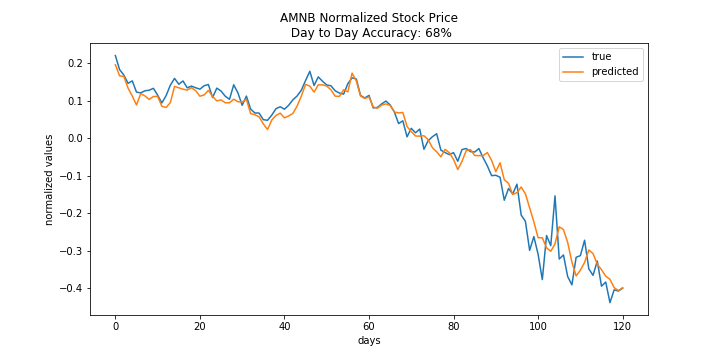 AMNB Normalized Stock Price
Day to Day Accuracy: 68%
true
predicted
normalized values
0.2
0.1
0.0
−0.1
−0.2
−0.3
−0.4
0 20 40 60 80 100 120
days